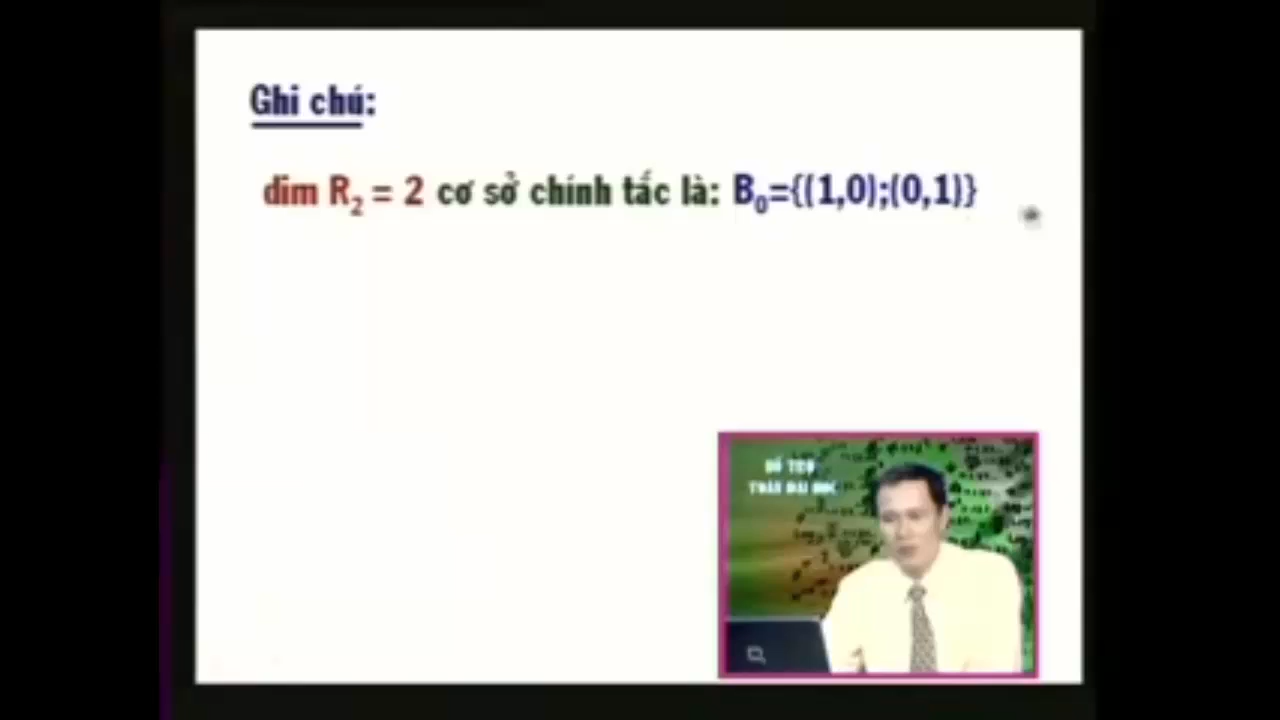 Ghi chú:
dim R₂ = 2 cơ sở chính tắc là: B₀={(1,0);(0,1)}